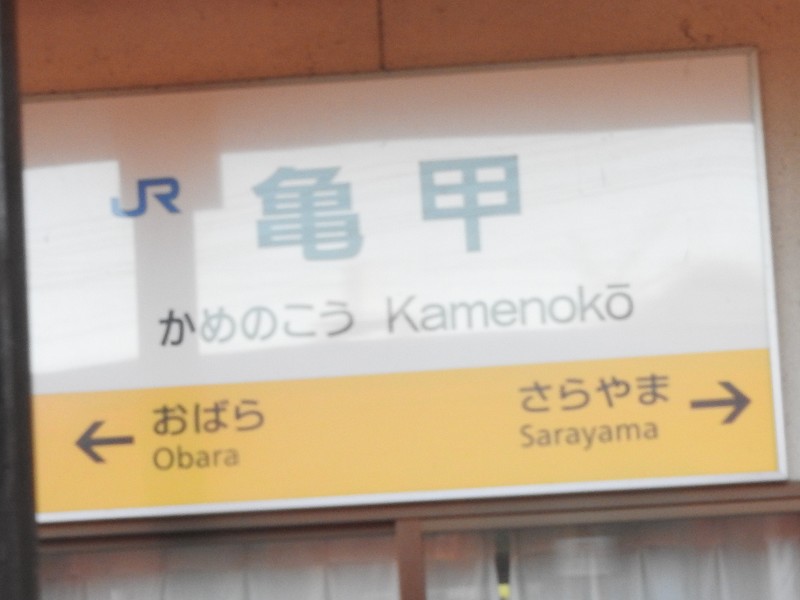 JR 亀甲
かめのこう Kamenokō
← おばら
Obara
さらやま →
Sarayama